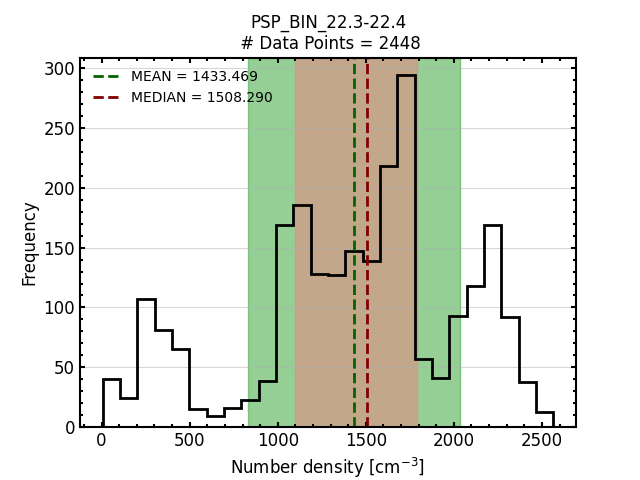 PSP_BIN_22.3-22.4
# Data Points = 2448
MEAN = 1433.469
MEDIAN = 1508.290
300
250
200
150
100
50
0
Frequency
0 500 1000 1500 2000 2500
Number density [cm⁻³]